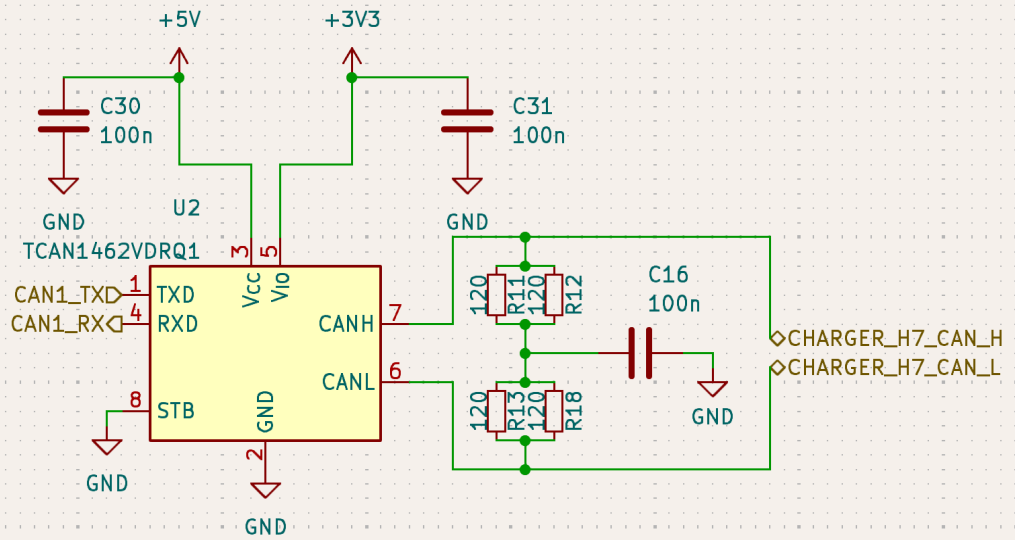 +5V
+3V3
C30
100n
C31
100n
GND
GND
U2
TCAN1462VDRQ1
3
5
Vcc
VIO
CAN1_TX
1
TXD
CAN1_RX
4
RXD
CANH
7
CANL
6
8
STB
GND
2
GND
GND
120
R11
120
R12
C16
100n
GND
120
R13
120
R18
CHARGER_H7_CAN_H
CHARGER_H7_CAN_L